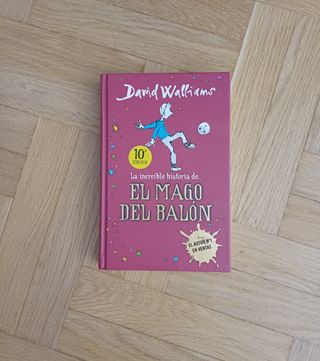 David Walliams
10ª
EDICIÓN
La increíble historia de...
EL MAGO
DEL BALÓN
EL AUTOR Nº1
EN VENTAS